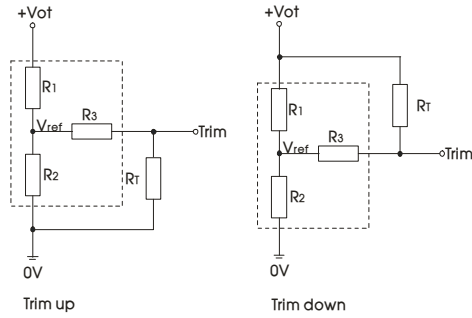 +Vot
R1
Vref
R3
Trim
R2
RT
0V
Trim up
+Vot
R1
RT
Vref
R3
Trim
R2
0V
Trim down